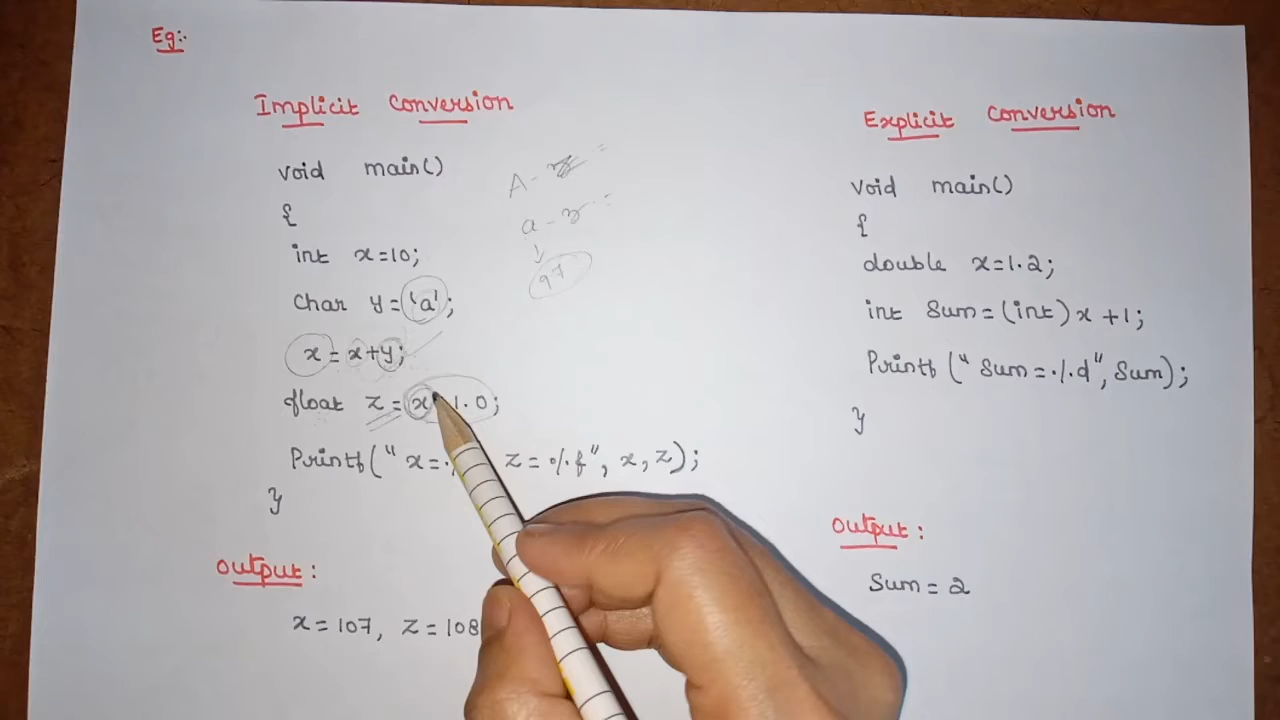 Eg:-
Implicit Conversion
void main()
{
int x=10;
Char y='a';
x=x+y;
float z=x 1.0;
Printf(" x=. z=%f", x, z);
}
Output:
x=107, z=108
A-z =
a-z =
↓
97
Explicit Conversion
void main()
{
double x=1.2;
int Sum=(int)x+1;
Printf(" Sum=%d", Sum);
}
Output:
Sum=2